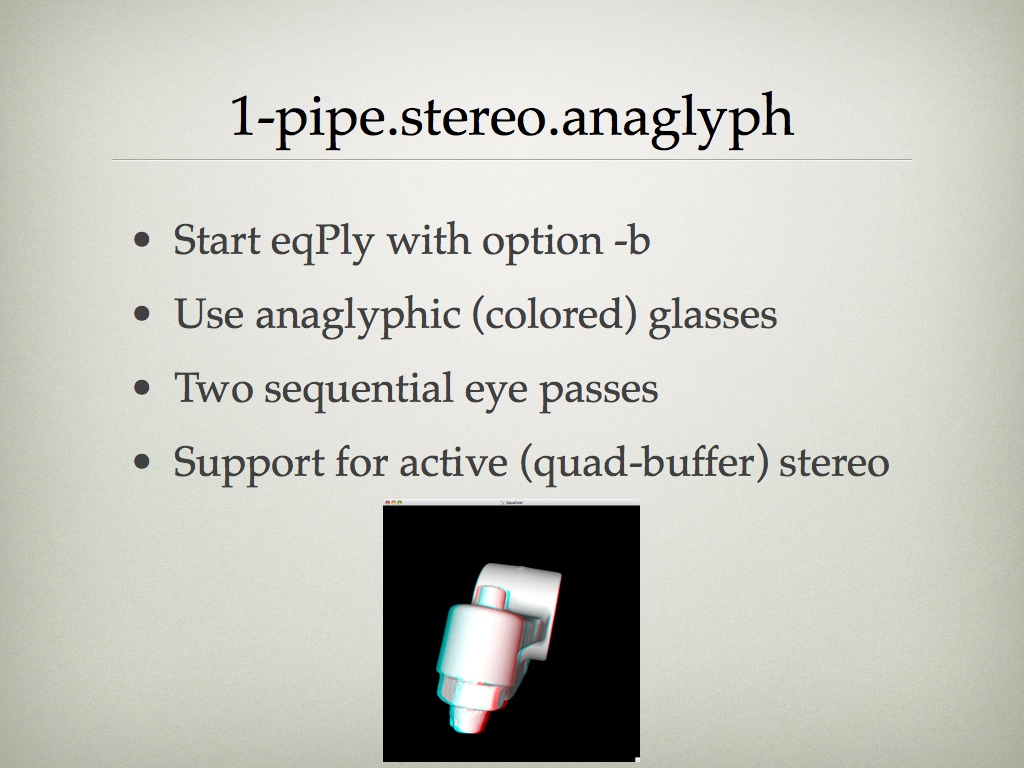 1-pipe.stereo.anaglyph
• Start eqPly with option -b
• Use anaglyphic (colored) glasses
• Two sequential eye passes
• Support for active (quad-buffer) stereo